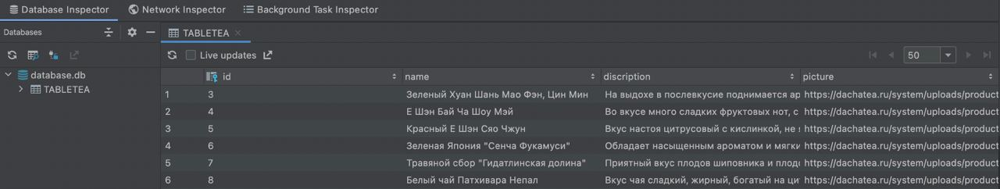 Database Inspector Network Inspector Background Task Inspector
Databases TABLETEA
Live updates 50
database.db id name discription picture
TABLETEA
1 3 Зеленый Хуан Шань Мао Фэн, Цин Мин На выдохе в послевкусие поднимается ар https://dachatea.ru/system/uploads/product
2 4 Е Шэн Бай Ча Шоу Мэй Во вкусе много сладких фруктовых нот, с https://dachatea.ru/system/uploads/product
3 5 Красный Е Шэн Сяо Чжун Вкус настоя цитрусовый с кислинкой, не https://dachatea.ru/system/uploads/product
4 6 Зеленая Япония "Сенча Фукамуси" Обладает насыщенным ароматом и мягки https://dachatea.ru/system/uploads/product
5 7 Травяной сбор "Гидатлинская долина" Приятный вкус плодов шиповника и плодо https://dachatea.ru/system/uploads/product
6 8 Белый чай Патхивара Непал Вкус чая сладкий, жирный, богатый на ци https://dachatea.ru/system/uploads/product